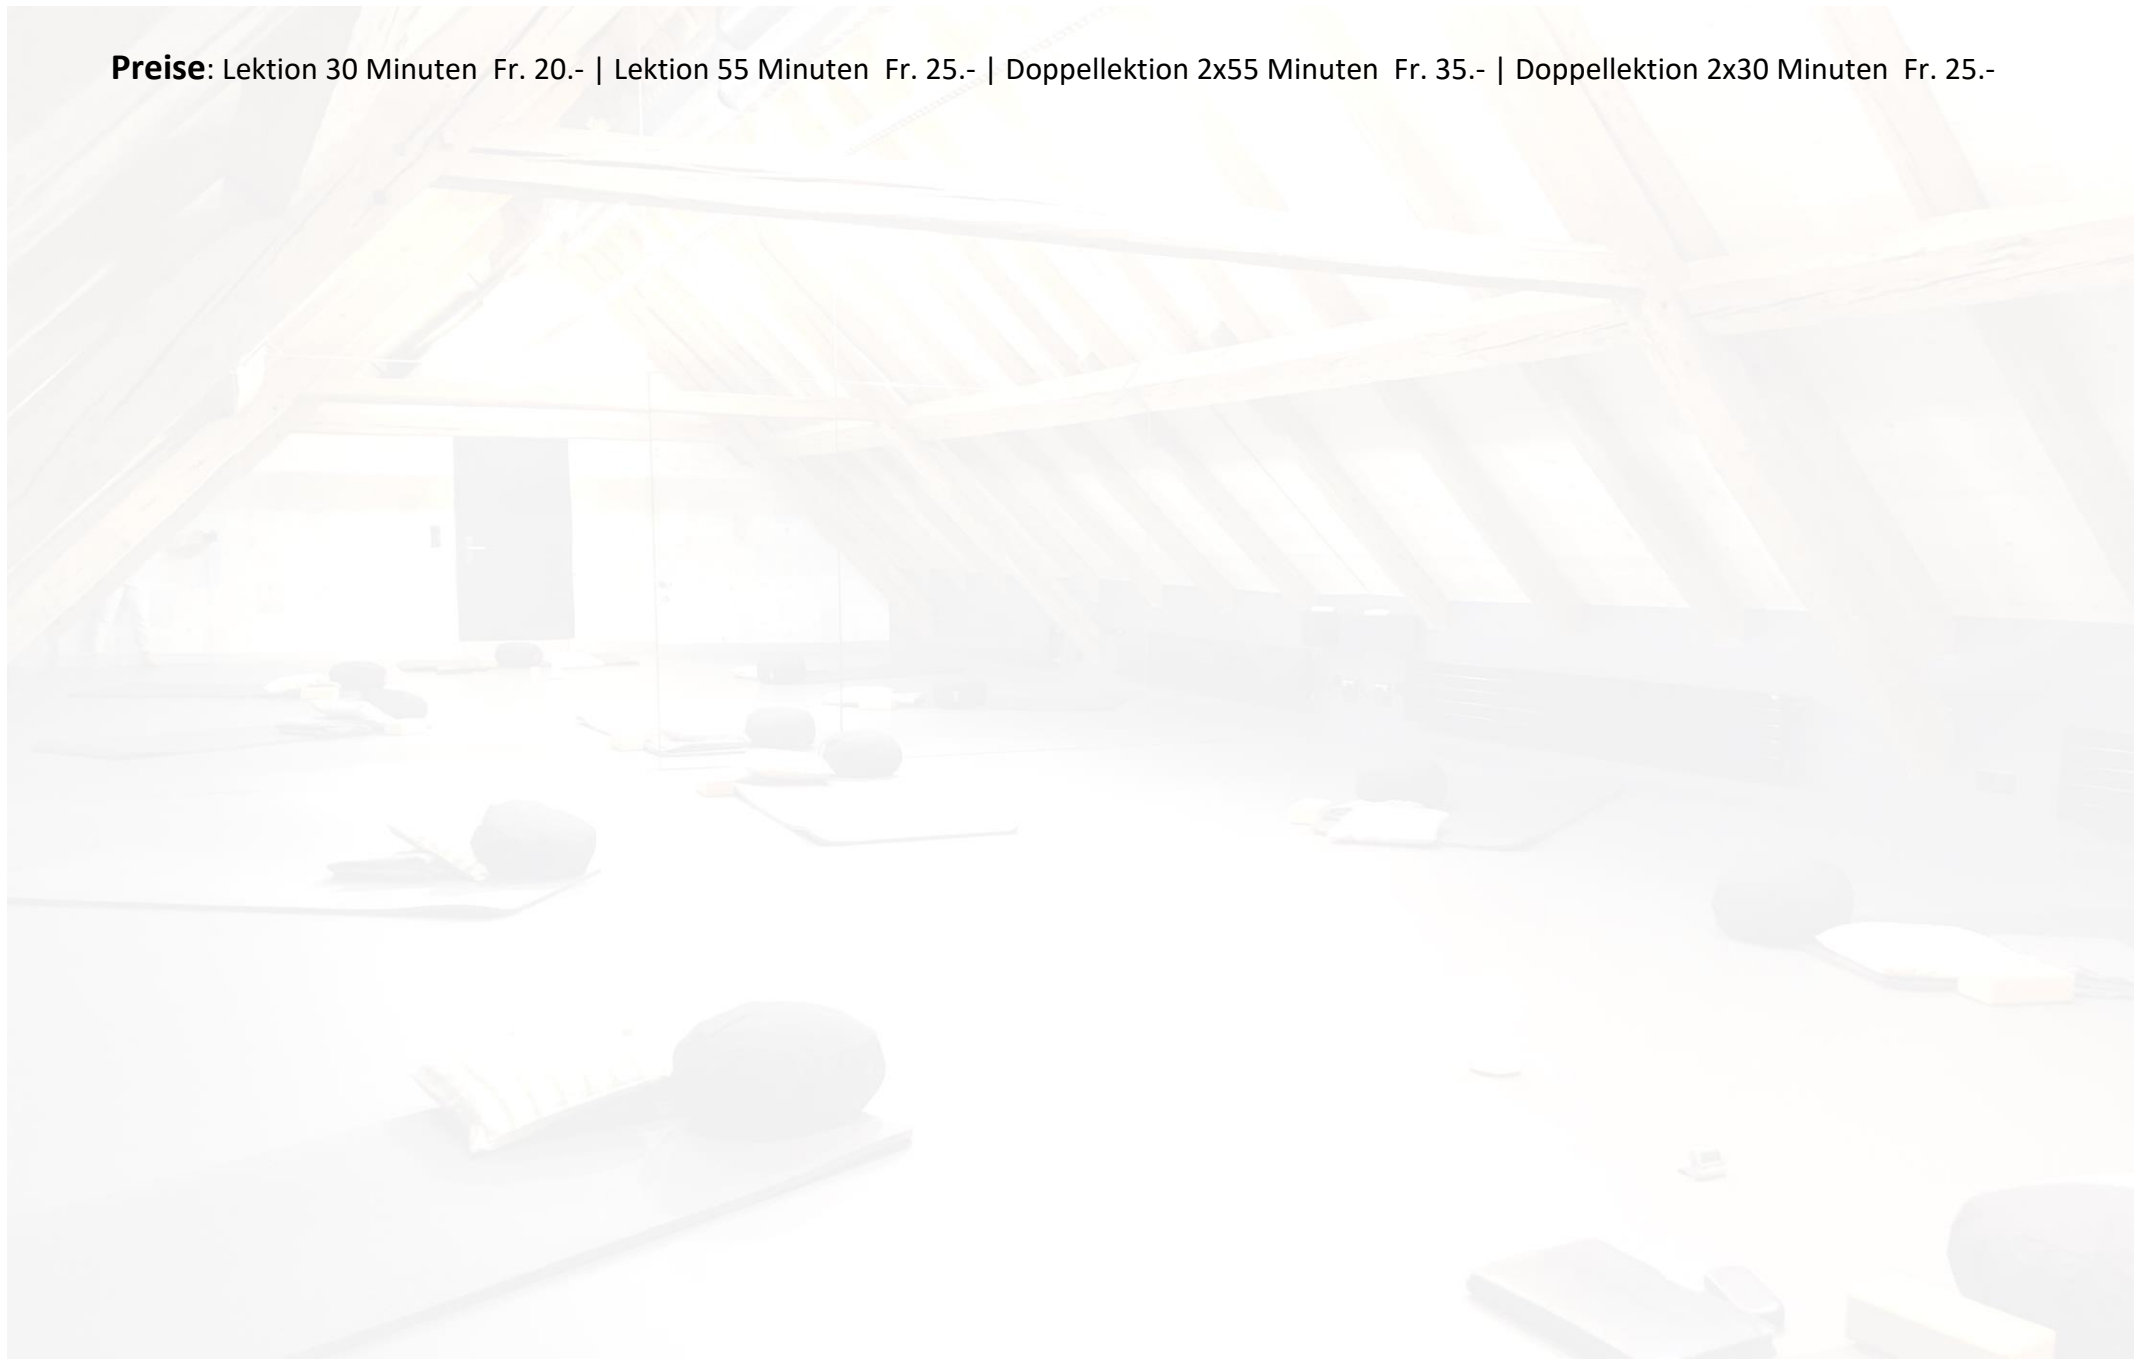 Preise: Lektion 30 Minuten  Fr. 20.- | Lektion 55 Minuten  Fr. 25.- | Doppellektion 2x55 Minuten  Fr. 35.- | Doppellektion 2x30 Minuten  Fr. 25.-